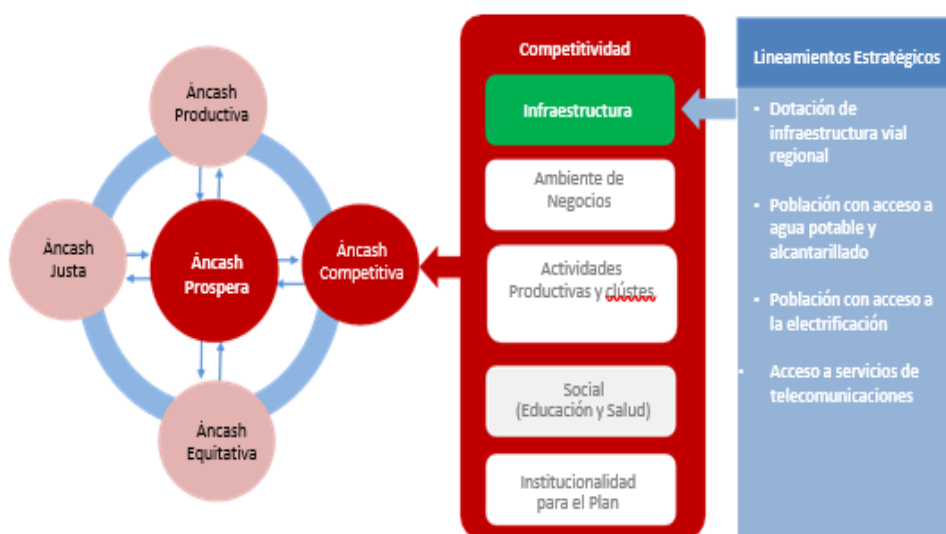 Áncash
Productiva
Áncash
Justa
Áncash
Prospera
Áncash
Competitiva
Áncash
Equitativa
Competitividad
Infraestructura
Ambiente de
Negocios
Actividades
Productivas y clústes
Social
(Educación y Salud)
Institucionalidad
para el Plan
Lineamientos Estratégicos
▪ Dotación de
infraestructura vial
regional
▪ Población con acceso a
agua potable y
alcantarillado
▪ Población con acceso a
la electrificación
▪ Acceso a servicios de
telecomunicaciones